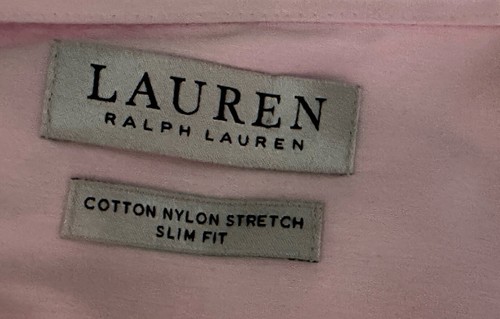 LAUREN
RALPH LAUREN
COTTON NYLON STRETCH
SLIM FIT